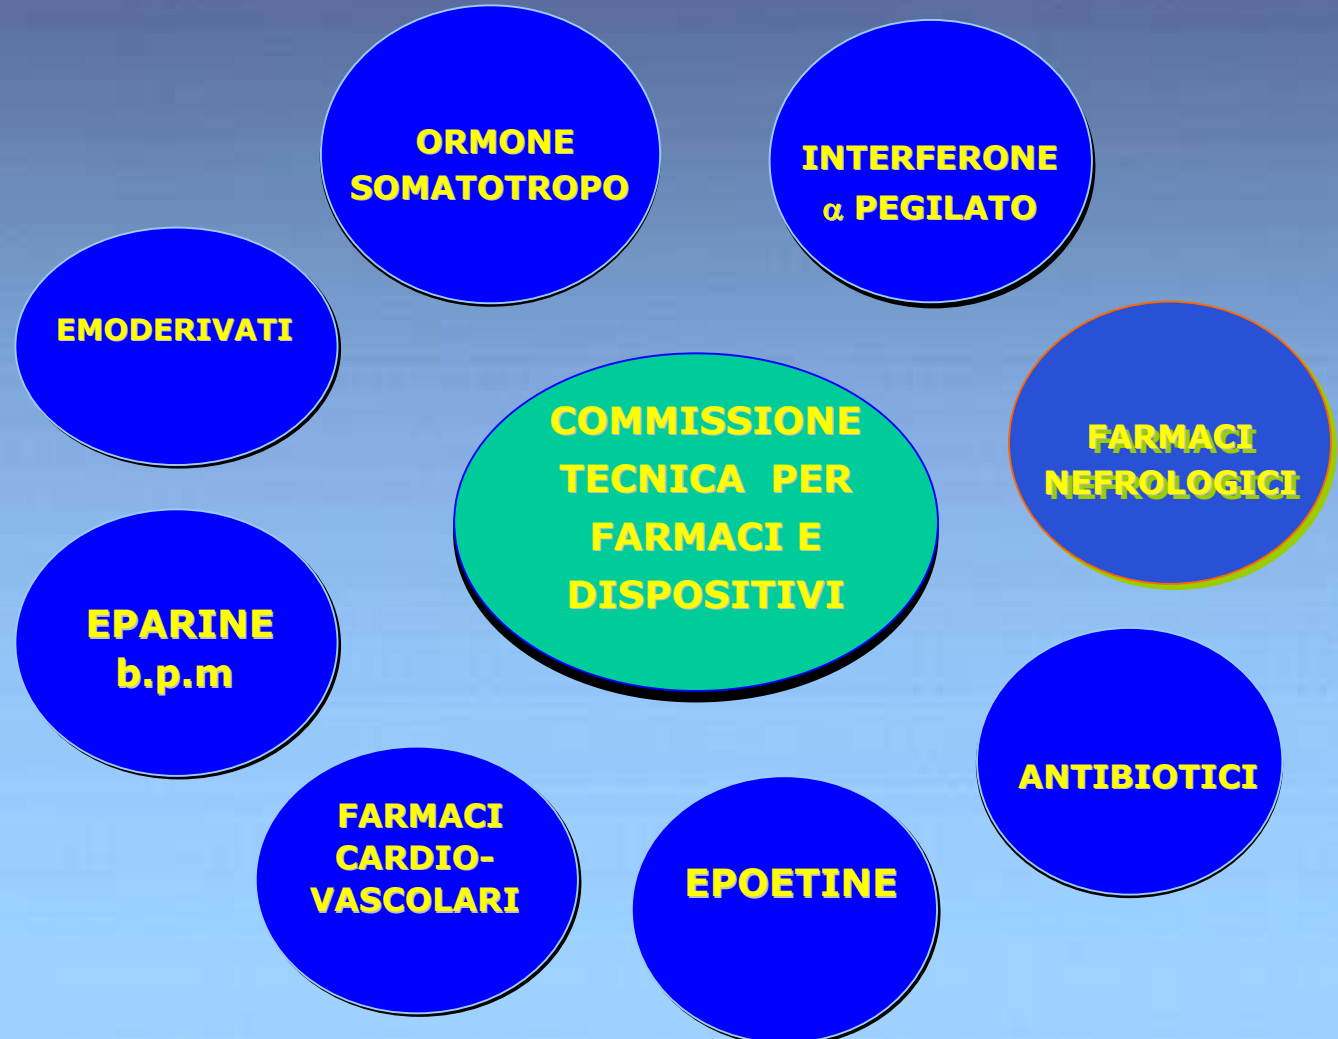 ORMONE
SOMATOTROPO
INTERFERONE
α PEGILATO
EMODERIVATI
COMMISSIONE
TECNICA PER
FARMACI E
DISPOSITIVI
FARMACI
NEFROLOGICI
EPARINE
b.p.m
ANTIBIOTICI
FARMACI
CARDIO-
VASCOLARI
EPOETINE